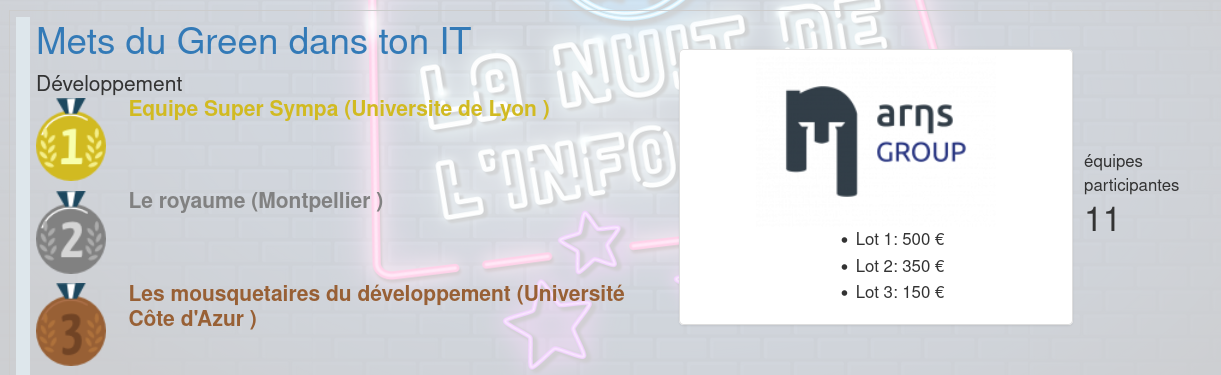 Mets du Green dans ton IT
Développement
1
Equipe Super Sympa (Universite de Lyon )
2
Le royaume (Montpellier )
3
Les mousquetaires du développement (Université
Côte d'Azur )
LA NUIT DE
L'INFO
arηs
GROUP
• Lot 1: 500 €
• Lot 2: 350 €
• Lot 3: 150 €
équipes
participantes
11